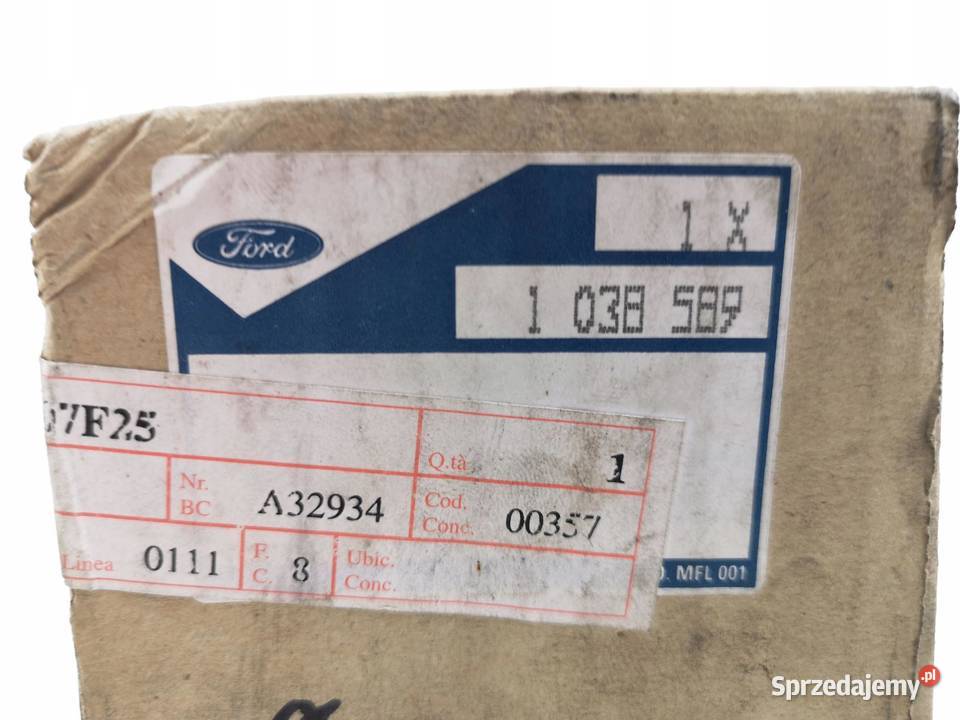 Ford
1 X
1 038 589
7F25
Q.tà 1
Nr. BC A32934
Cod. Conc. 00357
Linea 0111
F. C. 8
Ubic. Conc.
MFL 001
Sprzedajemy.pl